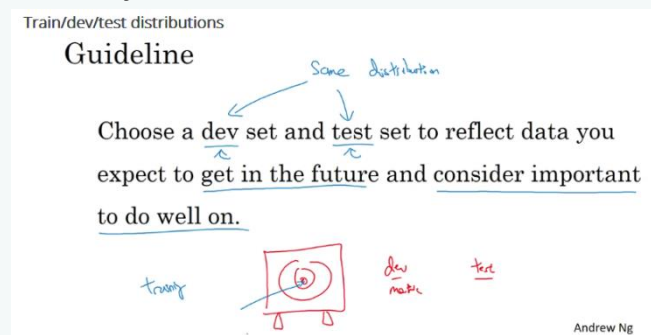 Train/dev/test distributions
Guideline
Same distribution
Choose a dev set and test set to reflect data you
expect to get in the future and consider important
to do well on.
dev
test
metric
training
Andrew Ng